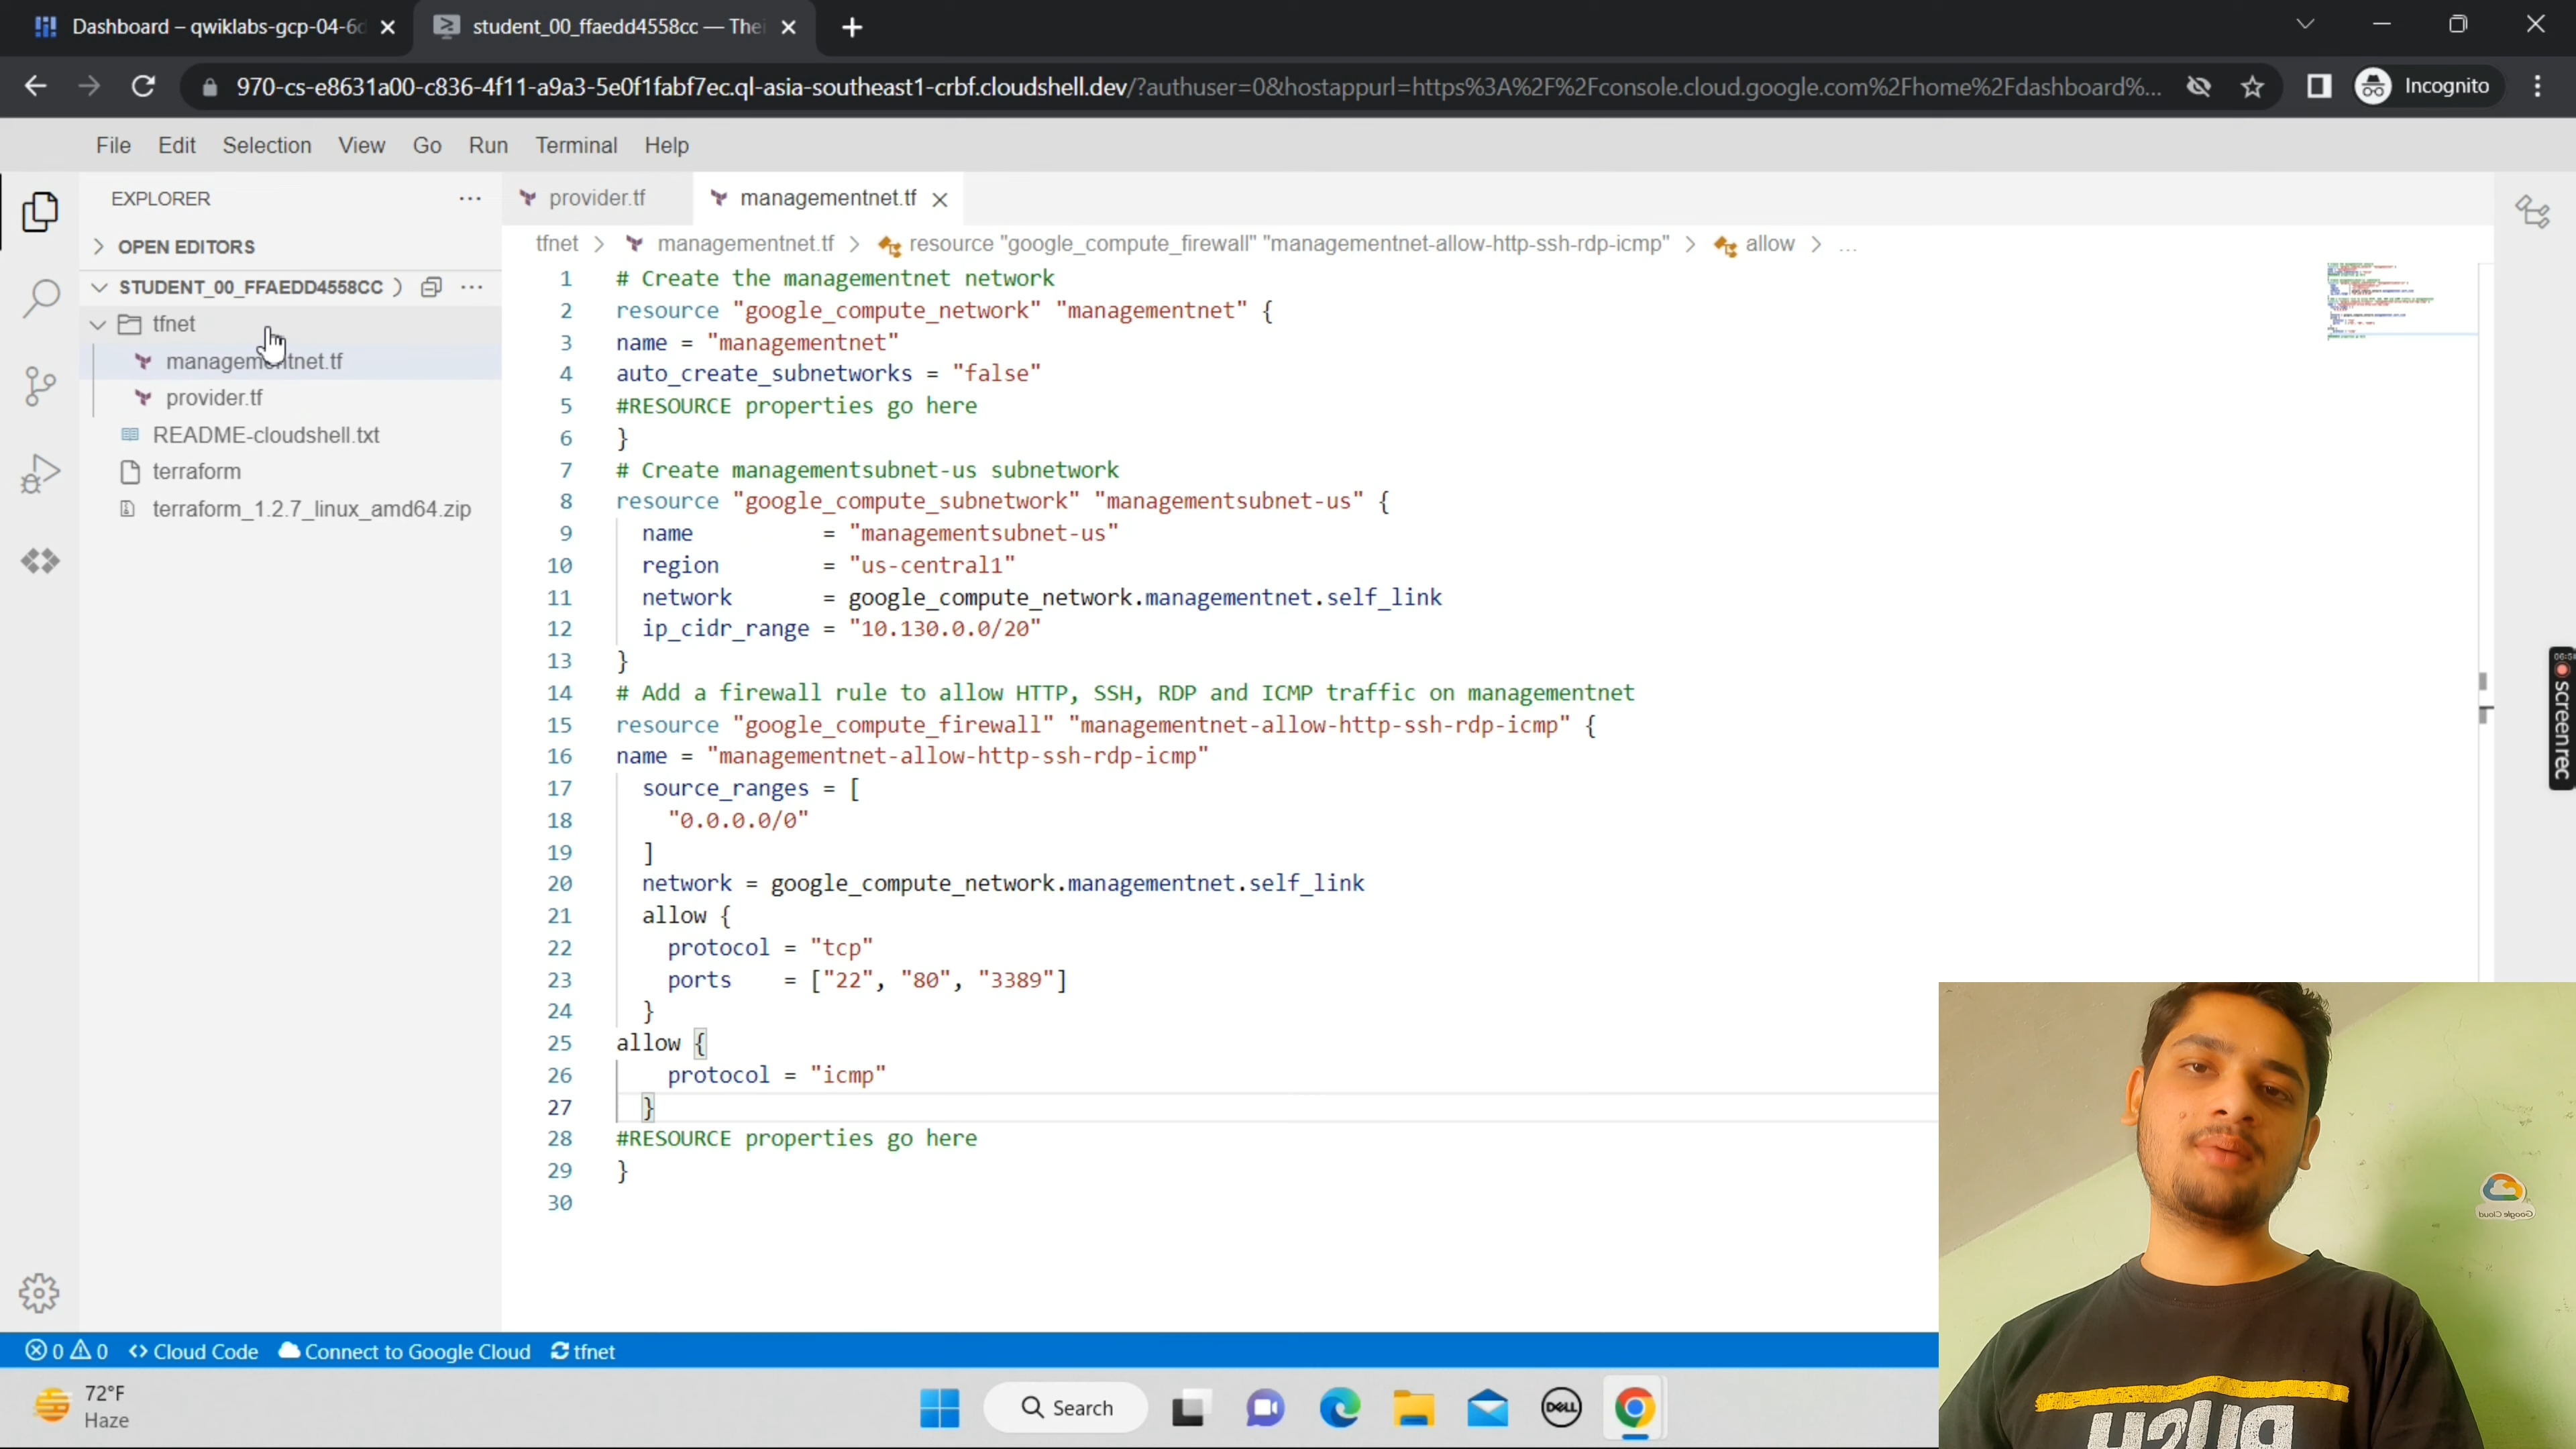 Dashboard – qwiklabs-gcp-04-6d
student_00_ffaedd4558cc — Thei
970-cs-e8631a00-c836-4f11-a9a3-5e0f1fabf7ec.ql-asia-southeast1-crbf.cloudshell.dev/?authuser=0&hostappurl=https%3A%2F%2Fconsole.cloud.google.com%2Fhome%2Fdashboard%...
Incognito
File Edit Selection View Go Run Terminal Help
EXPLORER
provider.tf
managementnet.tf
OPEN EDITORS
tfnet > managementnet.tf > resource "google_compute_firewall" "managementnet-allow-http-ssh-rdp-icmp" > allow > ...
STUDENT_00_FFAEDD4558CC
tfnet
managementnet.tf
provider.tf
README-cloudshell.txt
terraform
terraform_1.2.7_linux_amd64.zip
1 # Create the managementnet network
2 resource "google_compute_network" "managementnet" {
3 name = "managementnet"
4 auto_create_subnetworks = "false"
5 #RESOURCE properties go here
6 }
7 # Create managementsubnet-us subnetwork
8 resource "google_compute_subnetwork" "managementsubnet-us" {
9 name = "managementsubnet-us"
10 region = "us-central1"
11 network = google_compute_network.managementnet.self_link
12 ip_cidr_range = "10.130.0.0/20"
13 }
14 # Add a firewall rule to allow HTTP, SSH, RDP and ICMP traffic on managementnet
15 resource "google_compute_firewall" "managementnet-allow-http-ssh-rdp-icmp" {
16 name = "managementnet-allow-http-ssh-rdp-icmp"
17 source_ranges = [
18 "0.0.0.0/0"
19 ]
20 network = google_compute_network.managementnet.self_link
21 allow {
22 protocol = "tcp"
23 ports = ["22", "80", "3389"]
24 }
25 allow {
26 protocol = "icmp"
27 }
28 #RESOURCE properties go here
29 }
30
screenrec
Google Cloud
0 0 Cloud Code Connect to Google Cloud tfnet
72°F
Haze
Search
DELL